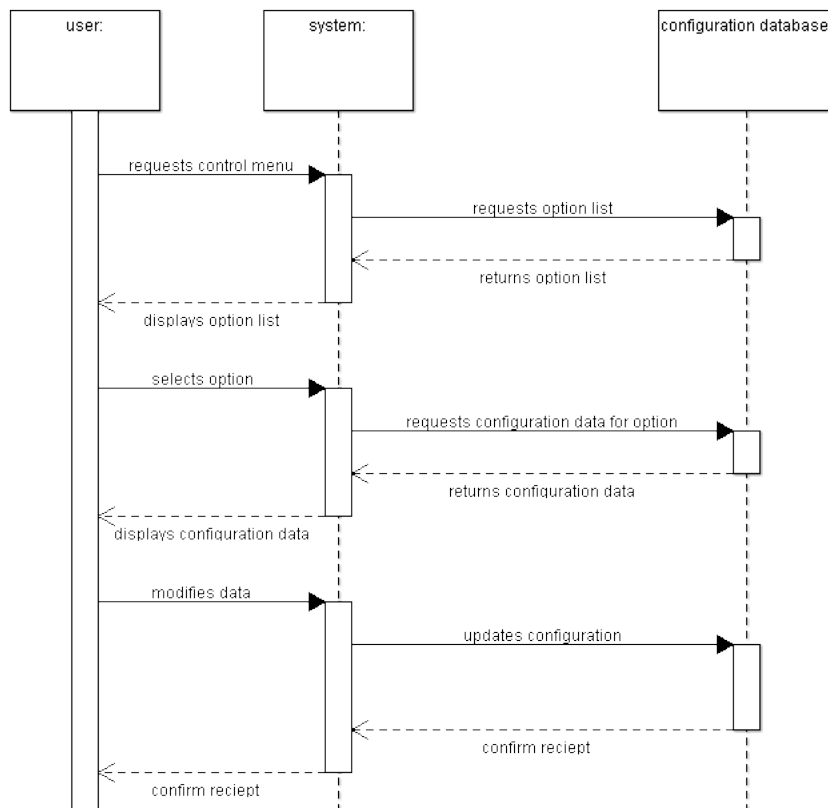 user:
system:
configuration database
requests control menu
requests option list
returns option list
displays option list
selects option
requests configuration data for option
returns configuration data
displays configuration data
modifies data
updates configuration
confirm reciept
confirm reciept